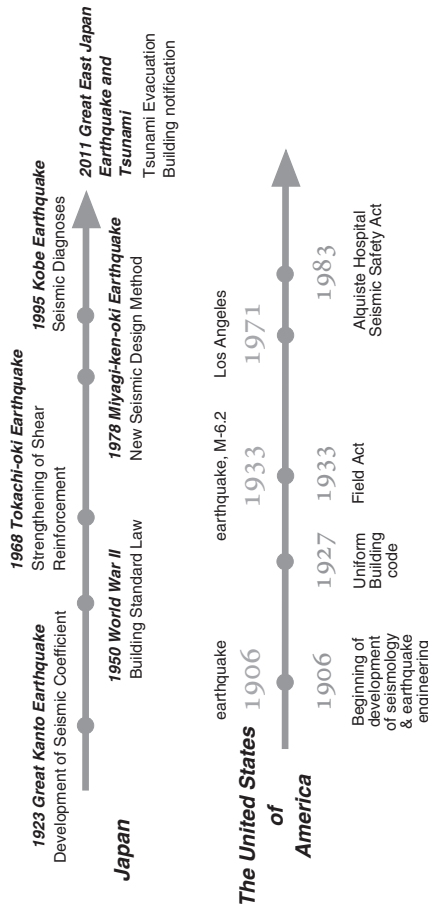 1923 Great Kanto Earthquake
Development of Seismic Coefficient
1968 Tokachi-oki Earthquake
Strengthening of Shear
Reinforcement
1995 Kobe Earthquake
Seismic Diagnoses
2011 Great East Japan
Earthquake and
Tsunami
Tsunami Evacuation
Building notification
Japan
1950 World War II
Building Standard Law
1978 Miyagi-ken-oki Earthquake
New Seismic Design Method
The United States
of
America
earthquake
1906
earthquake, M-6.2
1933
Los Angeles
1971
1906
Beginning of
development
of seismology
& earthquake
engineering
1927
Uniform
Building
code
1933
Field Act
1983
Alquiste Hospital
Seismic Safety Act